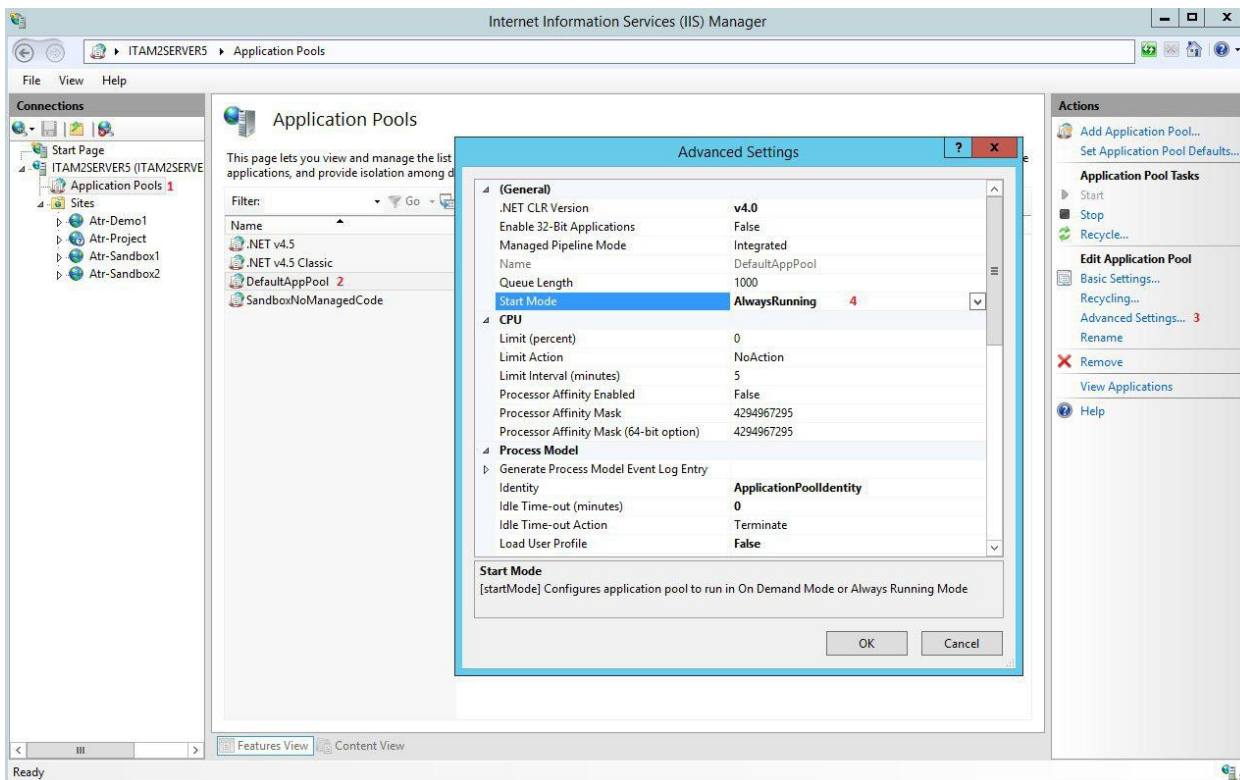 Internet Information Services (IIS) Manager
ITAM2SERVER5 Application Pools
File View Help
Connections
Start Page
ITAM2SERVER5 (ITAM2SERVE
Application Pools 1
Sites
Atr-Demo1
Atr-Project
Atr-Sandbox1
Atr-Sandbox2
Application Pools
This page lets you view and manage the list
applications, and provide isolation among d
Filter: Go
Name
.NET v4.5
.NET v4.5 Classic
DefaultAppPool 2
SandboxNoManagedCode
Advanced Settings
? x
(General)
.NET CLR Version v4.0
Enable 32-Bit Applications False
Managed Pipeline Mode Integrated
Name DefaultAppPool
Queue Length 1000
Start Mode AlwaysRunning 4
CPU
Limit (percent) 0
Limit Action NoAction
Limit Interval (minutes) 5
Processor Affinity Enabled False
Processor Affinity Mask 4294967295
Processor Affinity Mask (64-bit option) 4294967295
Process Model
Generate Process Model Event Log Entry
Identity ApplicationPoolIdentity
Idle Time-out (minutes) 0
Idle Time-out Action Terminate
Load User Profile False
Start Mode
[startMode] Configures application pool to run in On Demand Mode or Always Running Mode
OK Cancel
Actions
Add Application Pool...
Set Application Pool Defaults...
Application Pool Tasks
Start
Stop
Recycle...
Edit Application Pool
Basic Settings...
Recycling...
Advanced Settings... 3
Rename
Remove
View Applications
Help
Features View Content View
Ready